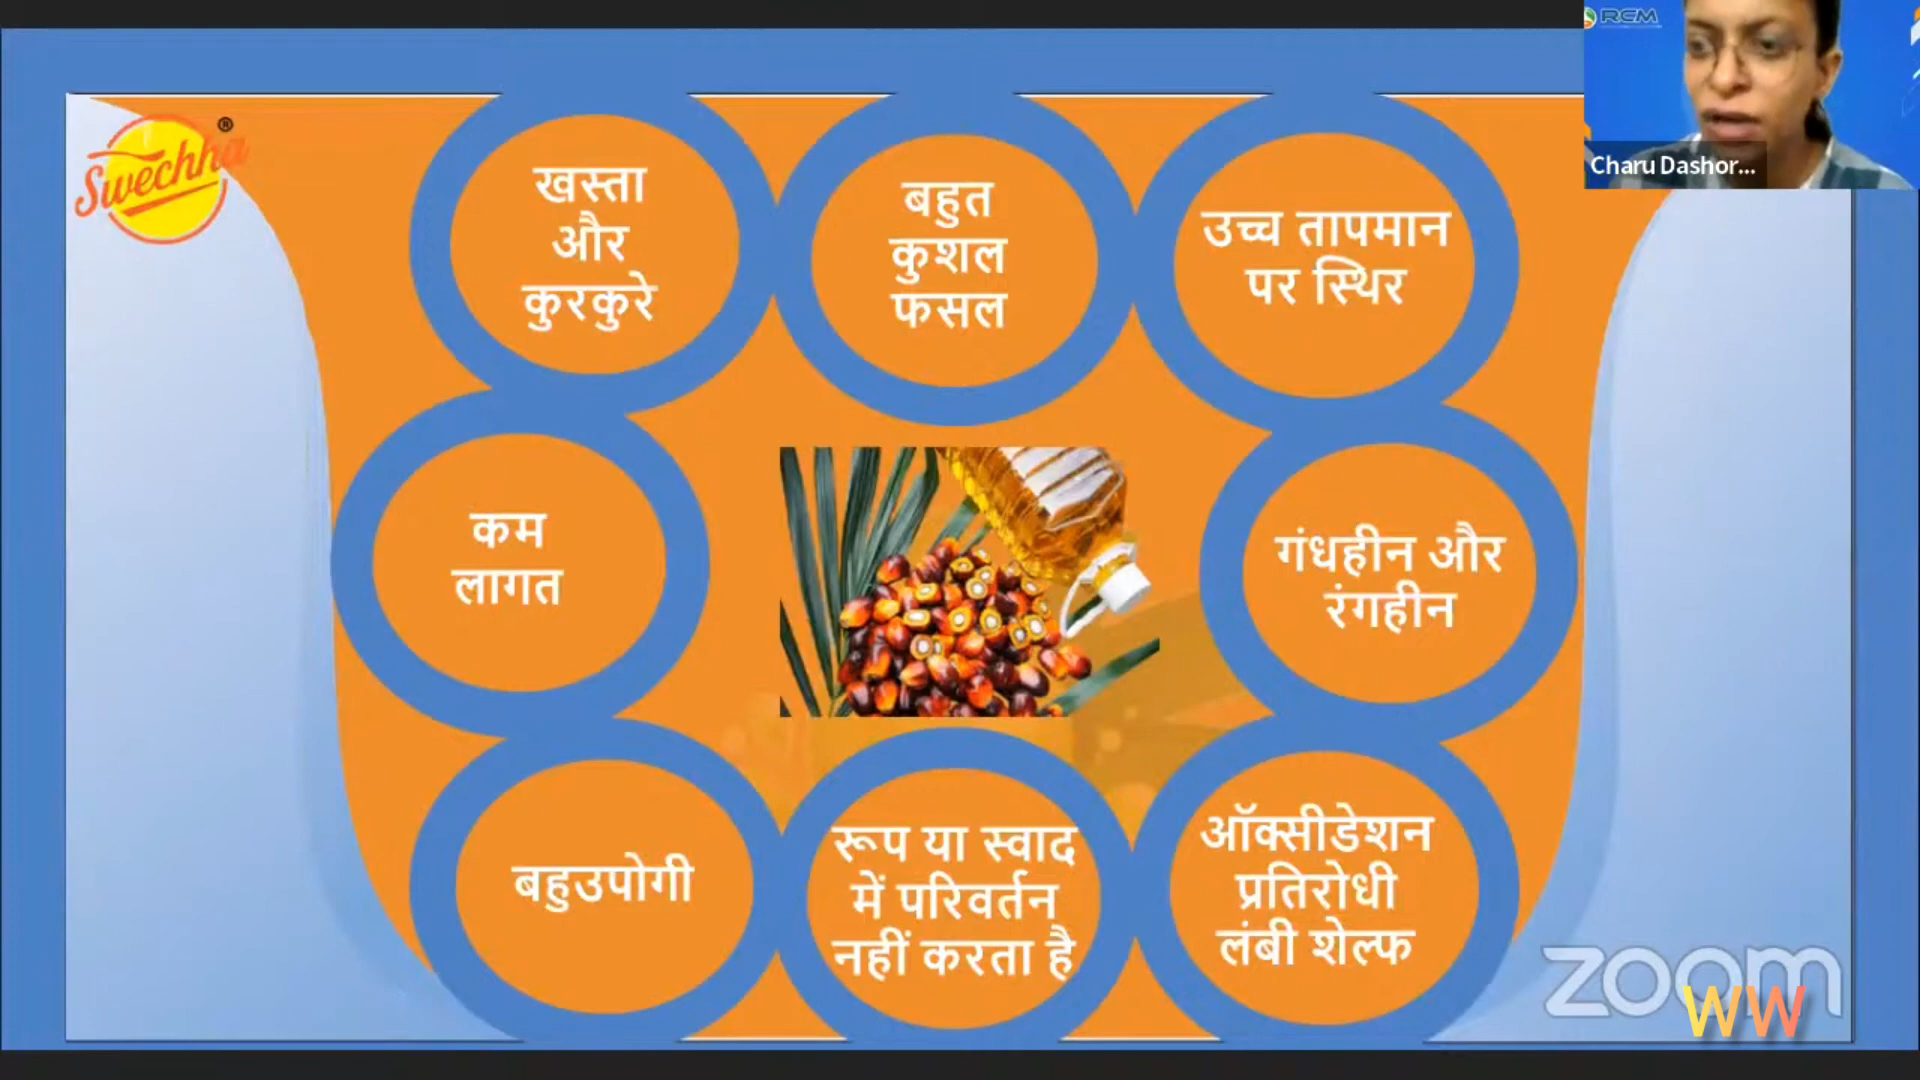 RCM
Charu Dashor...
Swechha
®
खस्ता
और
कुरकुरे
बहुत
कुशल
फसल
उच्च तापमान
पर स्थिर
कम
लागत
गंधहीन और
रंगहीन
बहुउपोगी
रूप या स्वाद
में परिवर्तन
नहीं करता है
ऑक्सीडेशन
प्रतिरोधी
लंबी शेल्फ
zoom
WW